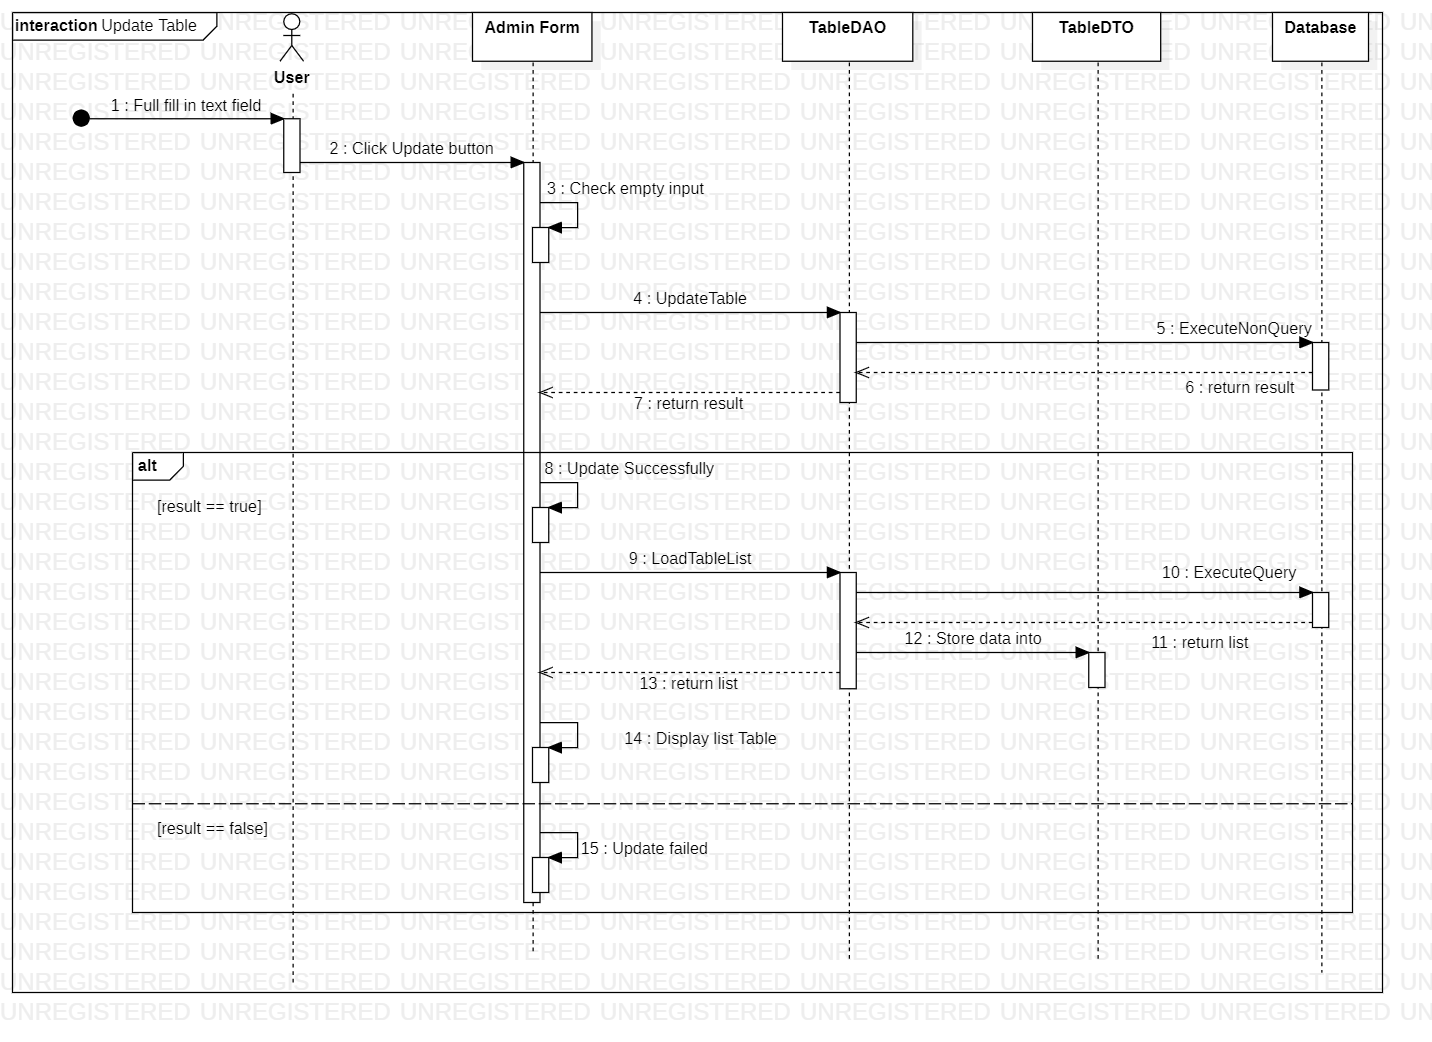 interaction Update Table
User
Admin Form
TableDAO
TableDTO
Database
1 : Full fill in text field
2 : Click Update button
3 : Check empty input
4 : UpdateTable
5 : ExecuteNonQuery
6 : return result
7 : return result
alt
8 : Update Successfully
[result == true]
9 : LoadTableList
10 : ExecuteQuery
12 : Store data into
11 : return list
13 : return list
14 : Display list Table
[result == false]
15 : Update failed
UNREGISTERED